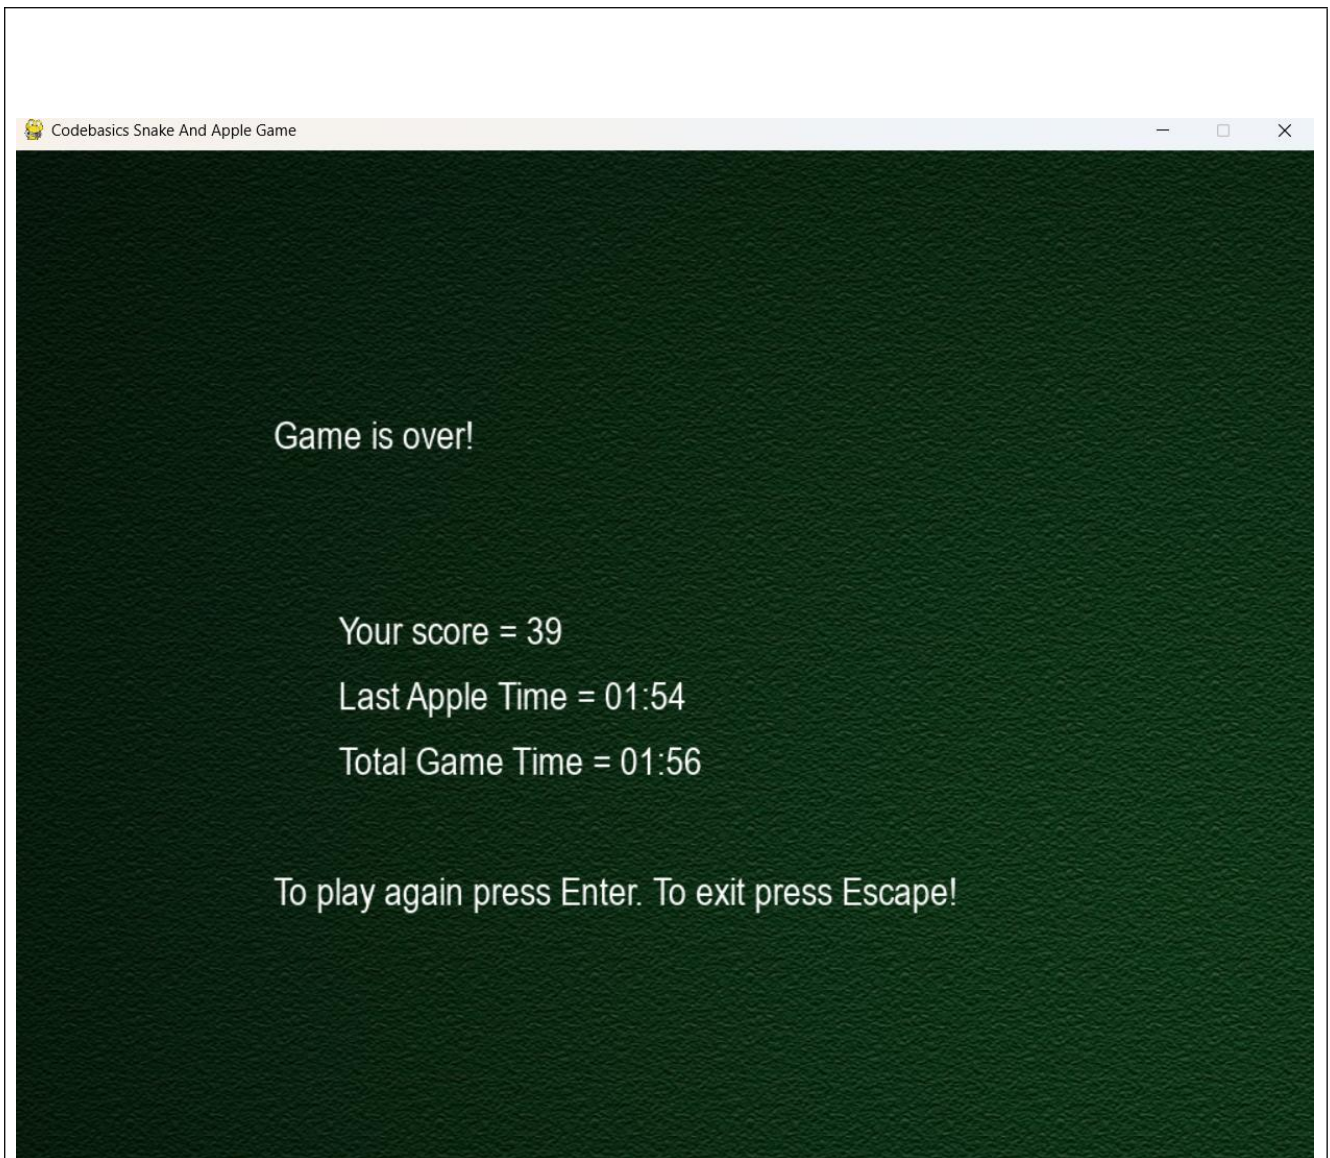 Codebasics Snake And Apple Game
Game is over!
Your score = 39
Last Apple Time = 01:54
Total Game Time = 01:56
To play again press Enter. To exit press Escape!